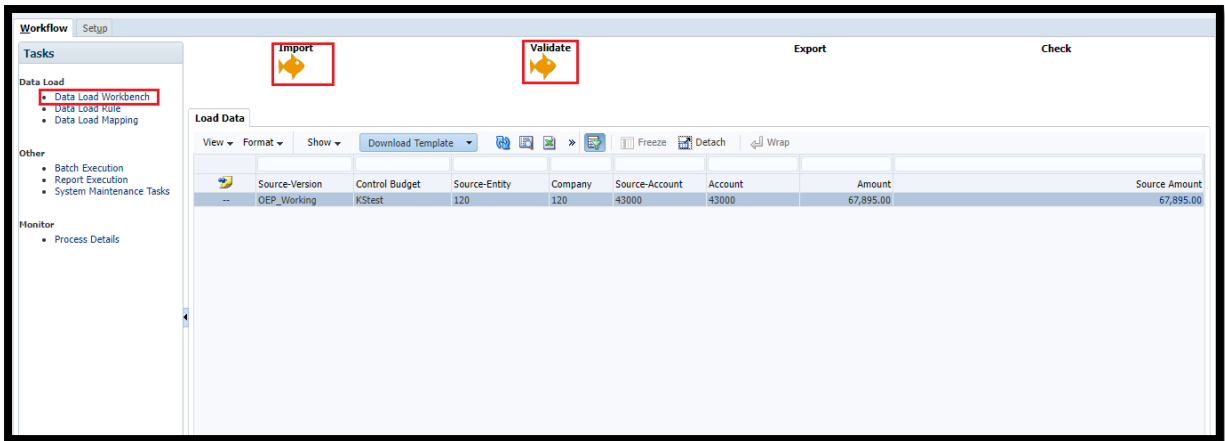 Workflow Setup
Tasks
Data Load
Data Load Workbench
Data Load Rule
Data Load Mapping
Other
Batch Execution
Report Execution
System Maintenance Tasks
Monitor
Process Details
Import Validate Export Check
Load Data
View Format Show Download Template » Freeze Detach Wrap
Source-Version Control Budget Source-Entity Company Source-Account Account Amount Source Amount
-- OEP_Working KStest 120 120 43000 43000 67,895.00 67,895.00